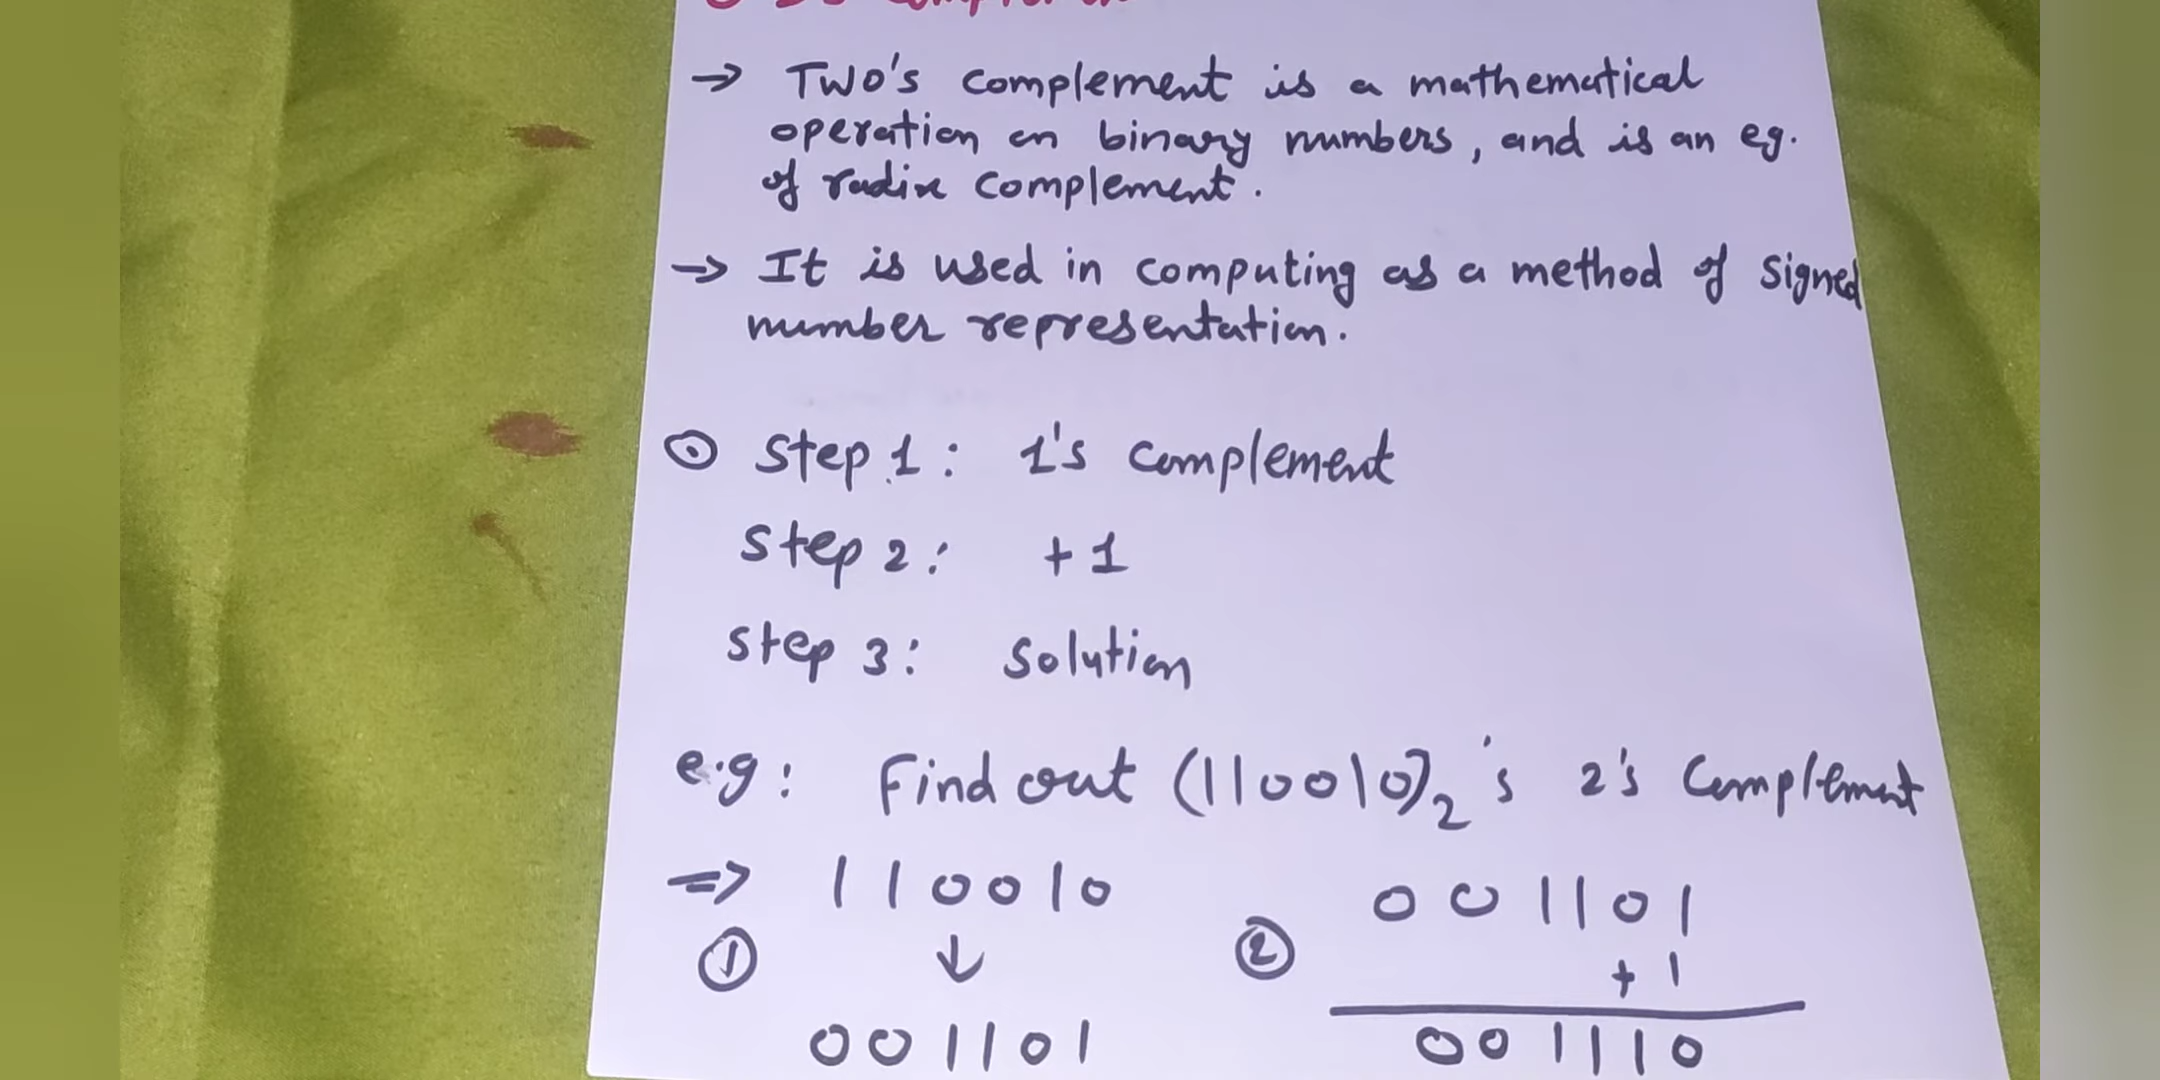 → Two's complement is a mathematical
operation on binary numbers, and is an eg.
of radix complement.
→ It is used in computing as a method of signed
number representation.
⊙ Step 1: 1's complement
Step 2: +1
Step 3: Solution
e.g: Find out (110010)₂'s 2's Complement
⇒ 110010
① ↓
001101
② 001101
+ 1
001110